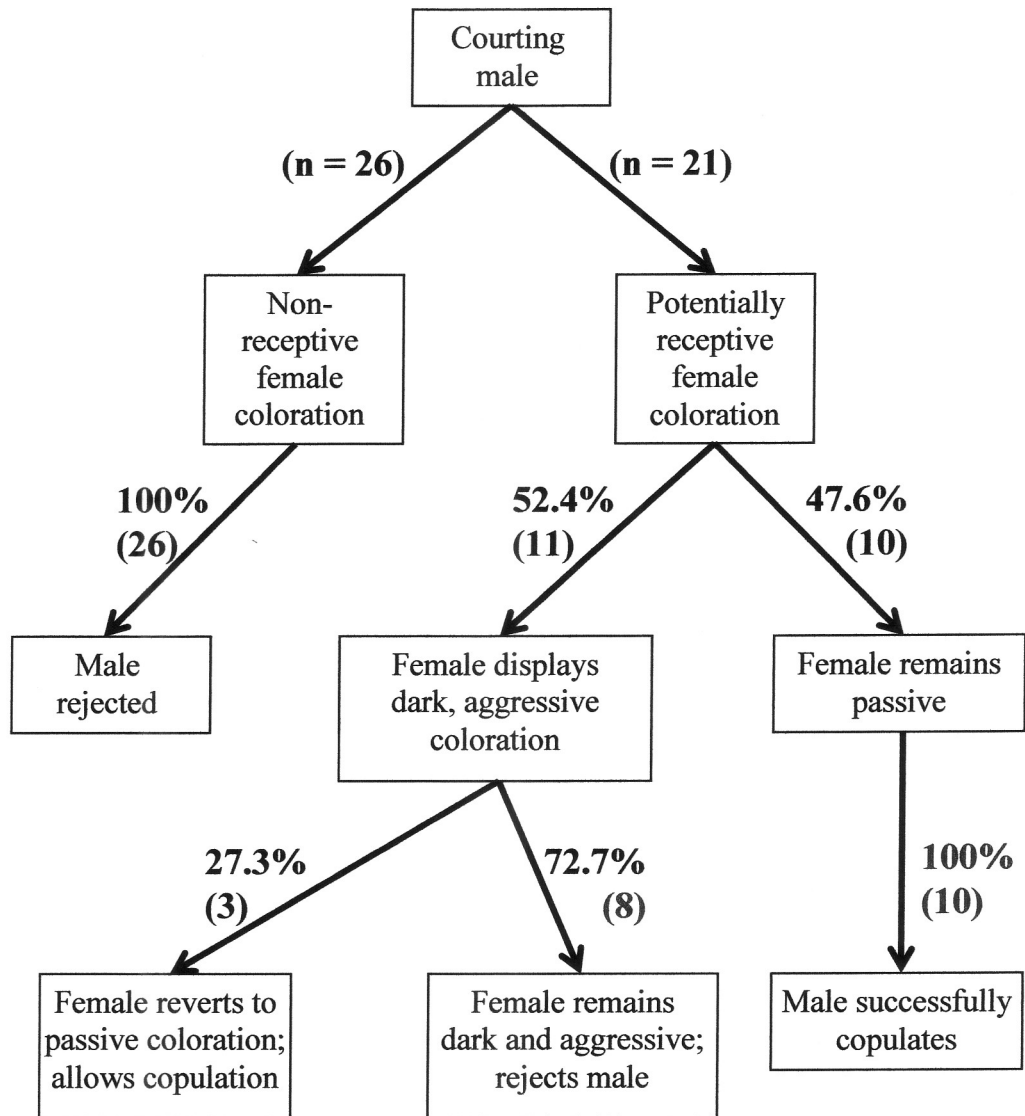 Courting
male
(n = 26)
(n = 21)
Non-
receptive
female
coloration
Potentially
receptive
female
coloration
100%
(26)
52.4%
(11)
47.6%
(10)
Male
rejected
Female displays
dark, aggressive
coloration
Female remains
passive
27.3%
(3)
72.7%
(8)
100%
(10)
Female reverts to
passive coloration;
allows copulation
Female remains
dark and aggressive;
rejects male
Male successfully
copulates